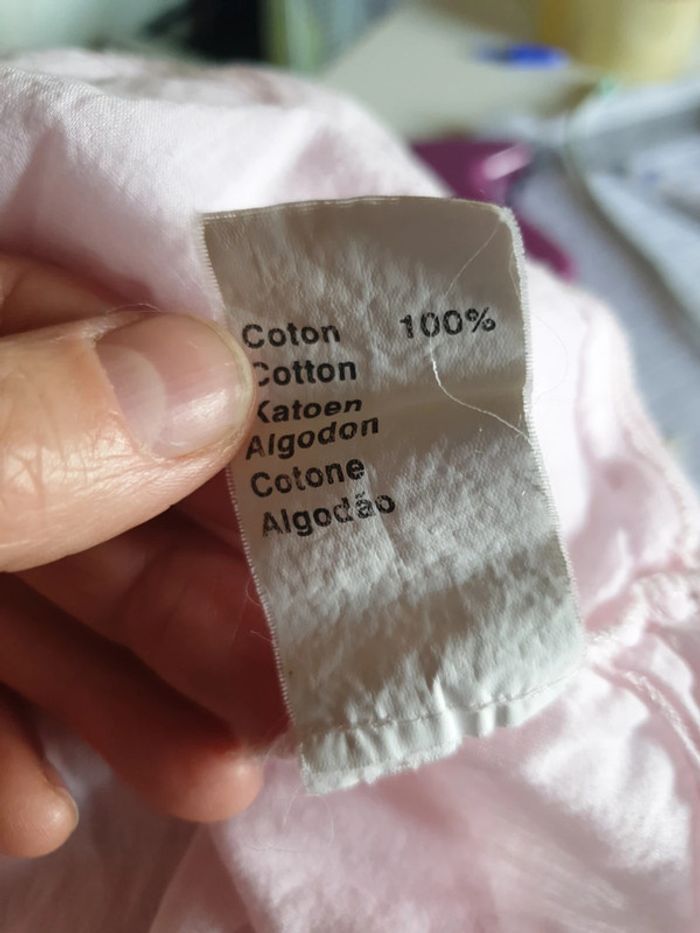 Coton 100%
Cotton
Katoen
Algodon
Cotone
Algodão